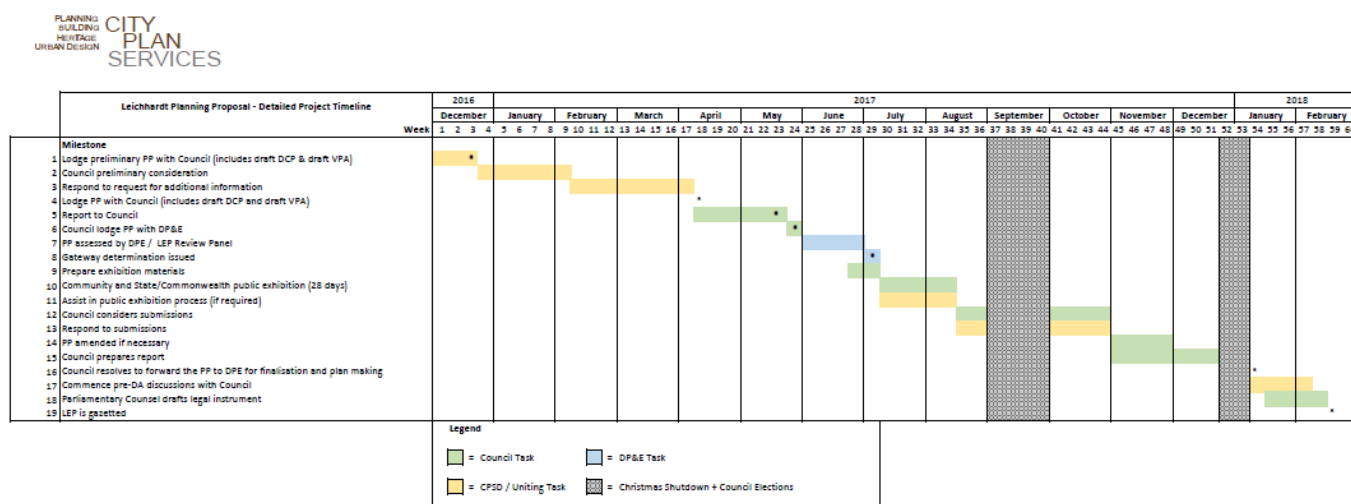 PLANNING
BUILDING
HERTAGE
URBAN DESIGN
CITY
PLAN
SERVICES
Leichhardt Planning Proposal - Detailed Project Timeline
2016 2017 2018
December January February March April May June July August September October November December January February
Week 1 2 3 4 5 6 7 8 9 10 11 12 13 14 15 16 17 18 19 20 21 22 23 24 25 26 27 28 29 30 31 32 33 34 35 36 37 38 39 40 41 42 43 44 45 46 47 48 49 50 51 52 53 54 55 56 57 58 59
Milestone
1 Lodge preliminary PP with Council (includes draft DCP & draft VPA) *
2 Council preliminary consideration
3 Respond to request for additional information
4 Lodge PP with Council (includes draft DCP and draft VPA) *
5 Report to Council *
6 Council lodge PP with DP&E *
7 PP assessed by DPE / LEP Review Panel
8 Gateway determination issued *
9 Prepare exhibition materials
10 Community and State/Commonwealth public exhibition (28 days)
11 Assist in public exhibition process (if required)
12 Council considers submissions
13 Respond to submissions
14 PP amended if necessary
15 Council prepares report
16 Council resolves to forward the PP to DPE for finalisation and plan making *
17 Commence pre-DA discussions with Council
18 Parliamentary Counsel drafts legal instrument
19 LEP is gazetted *
Legend
= Council Task = DP&E Task
= CPSD / Uniting Task = Christmas Shutdown + Council Elections